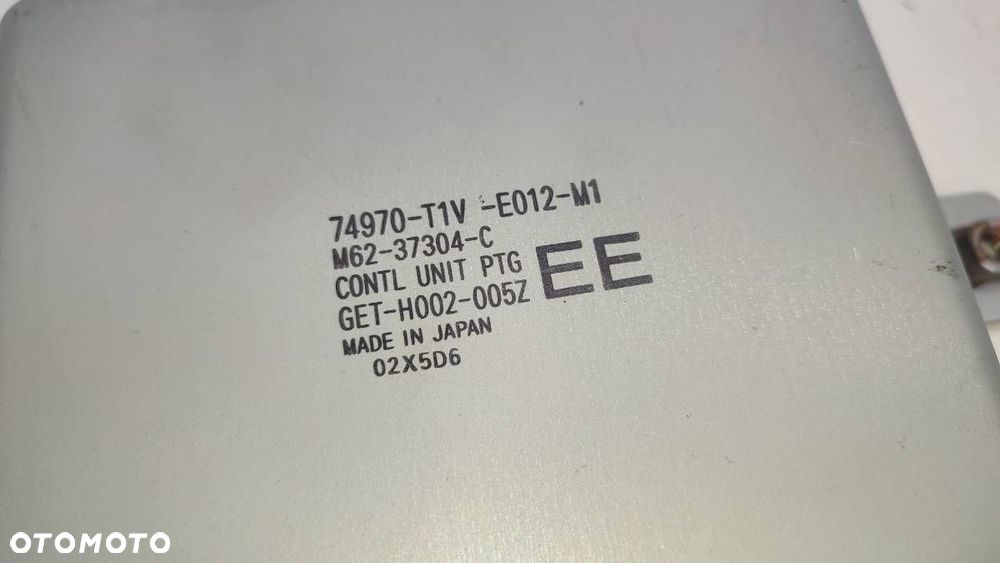 74970-T1V -E012-M1
M62-37304-C
CONTL UNIT PTG
GET-H002-005Z
EE
MADE IN JAPAN
02X5D6
OTOMOTO